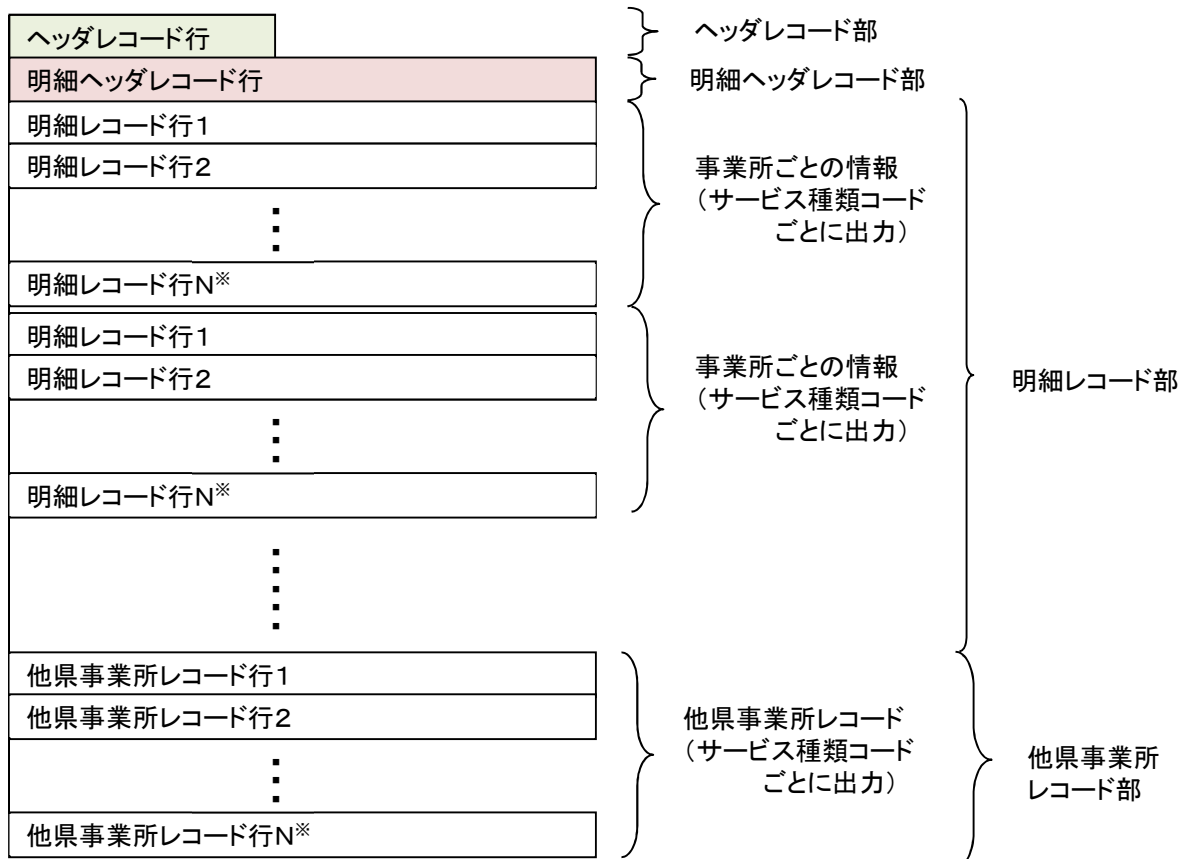 ヘッダレコード行
ヘッダレコード部
明細ヘッダレコード行
明細ヘッダレコード部
明細レコード行1
明細レコード行2
明細レコード行N※
事業所ごとの情報
(サービス種類コード
ごとに出力)
明細レコード行1
明細レコード行2
明細レコード行N※
事業所ごとの情報
(サービス種類コード
ごとに出力)
明細レコード部
他県事業所レコード行1
他県事業所レコード行2
他県事業所レコード行N※
他県事業所レコード
(サービス種類コード
ごとに出力)
他県事業所
レコード部